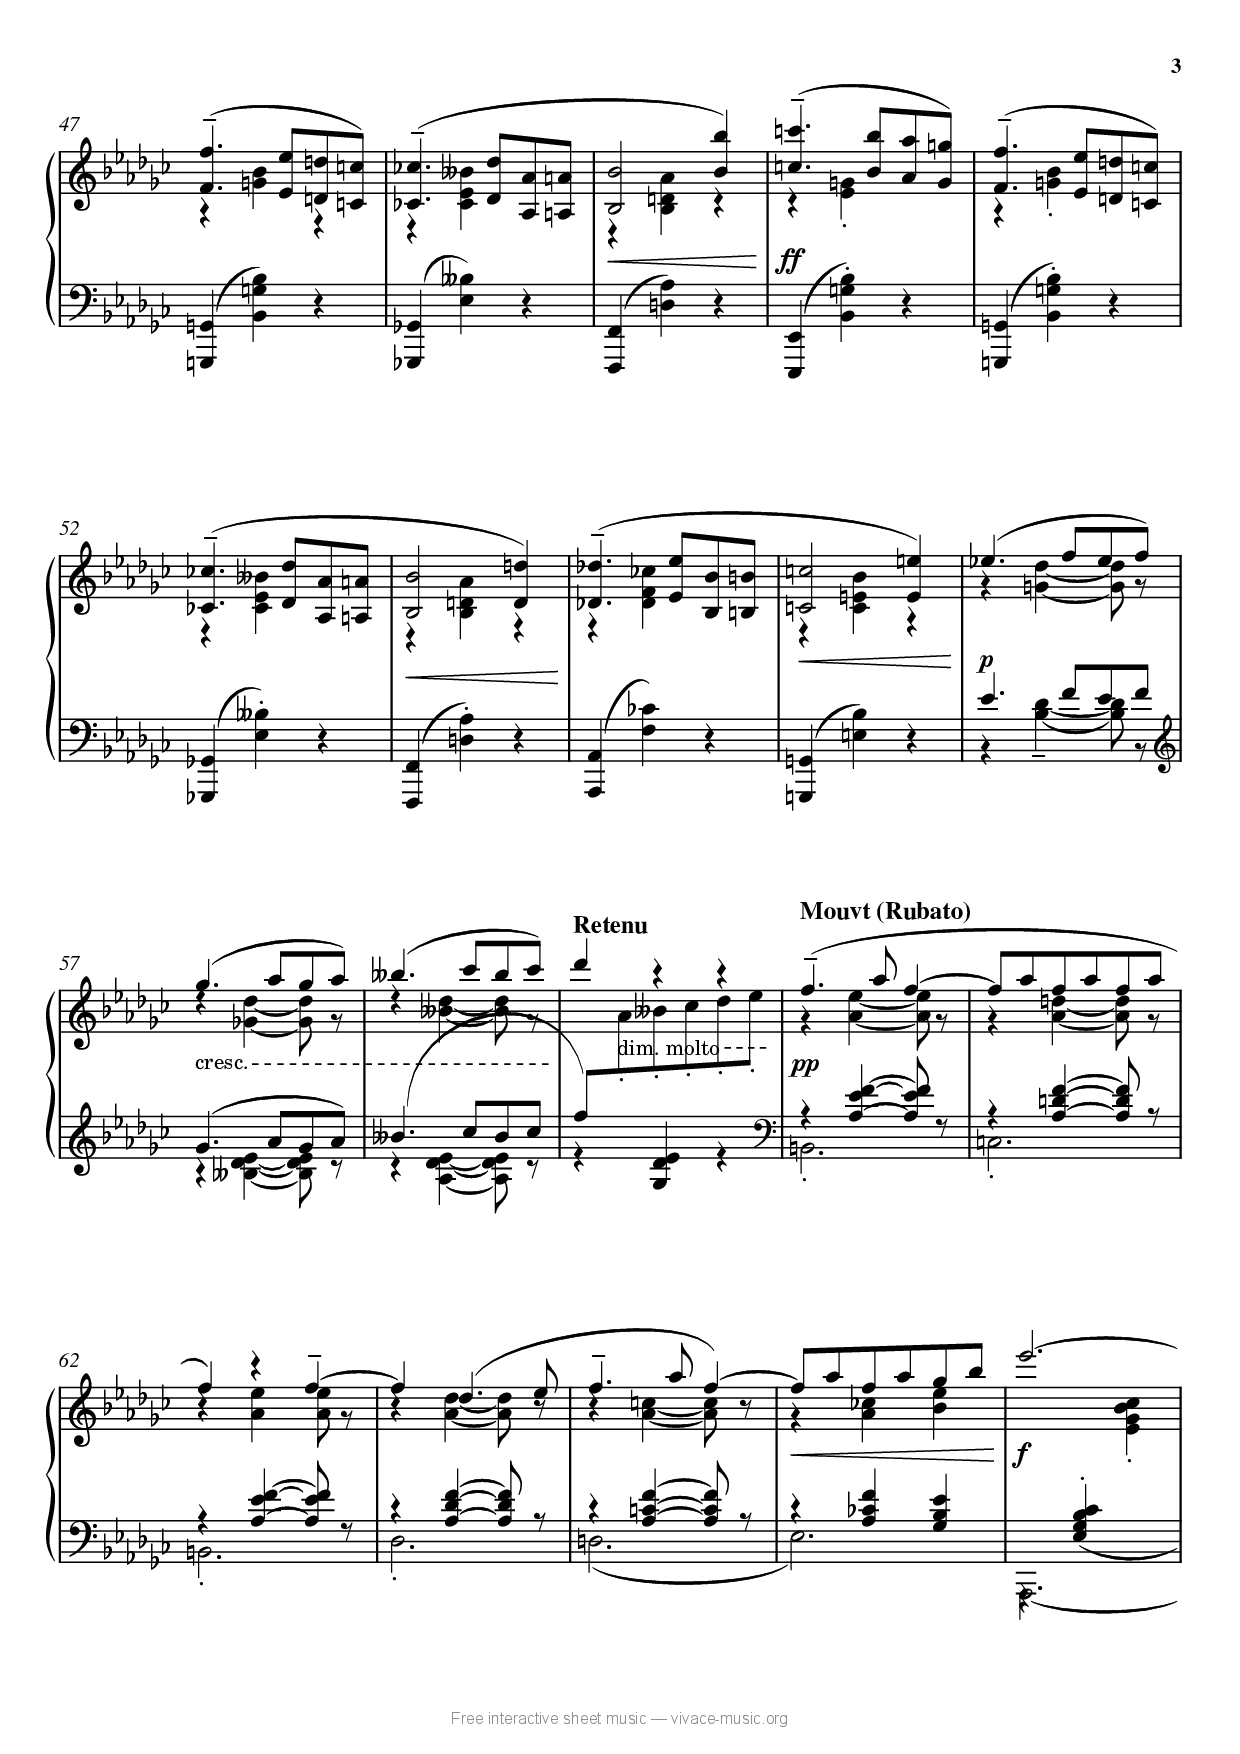 3
47
ff
52
p
Retenu
Mouvt (Rubato)
57
cresc.
dim. molto
pp
62
f
Free interactive sheet music — vivace-music.org